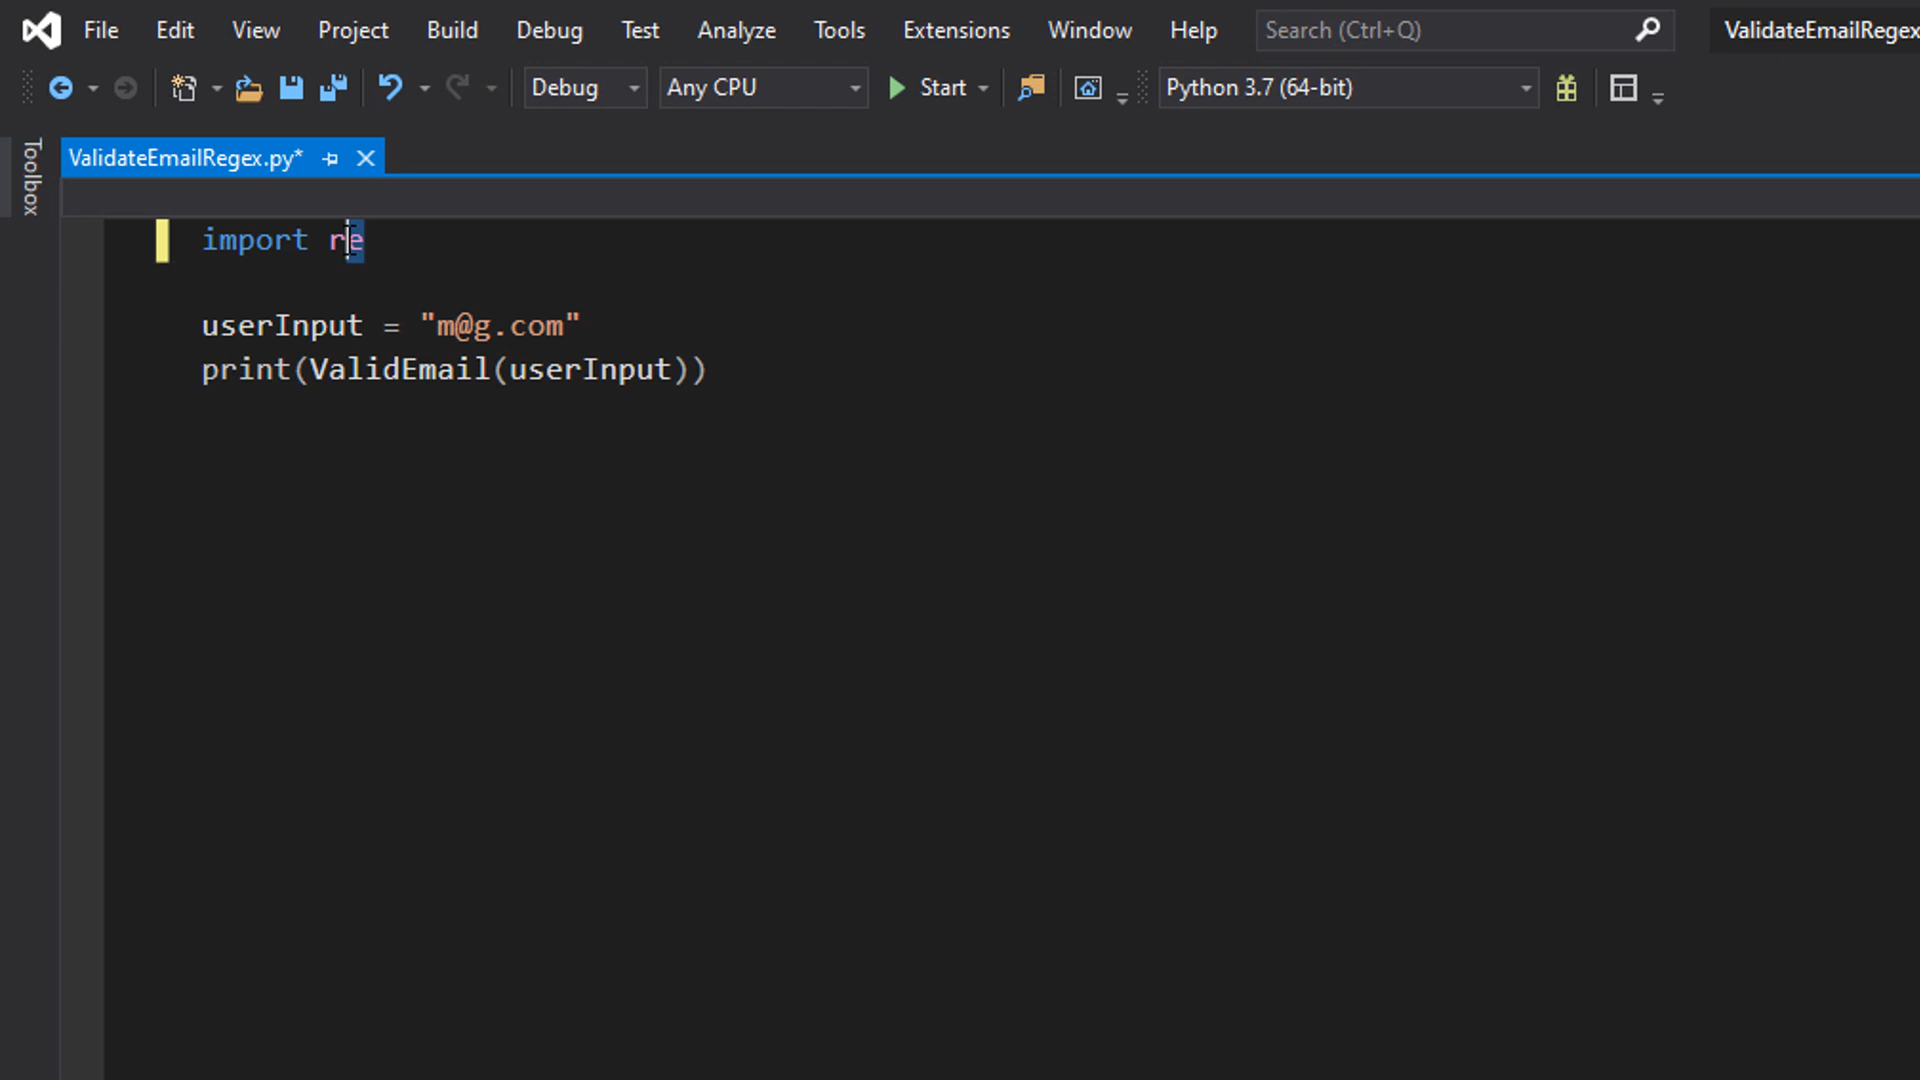 File Edit View Project Build Debug Test Analyze Tools Extensions Window Help Search (Ctrl+Q) ValidateEmailRegex
Debug Any CPU Start Python 3.7 (64-bit)
Toolbox
ValidateEmailRegex.py*
import re
userInput = "m@g.com"
print(ValidEmail(userInput))